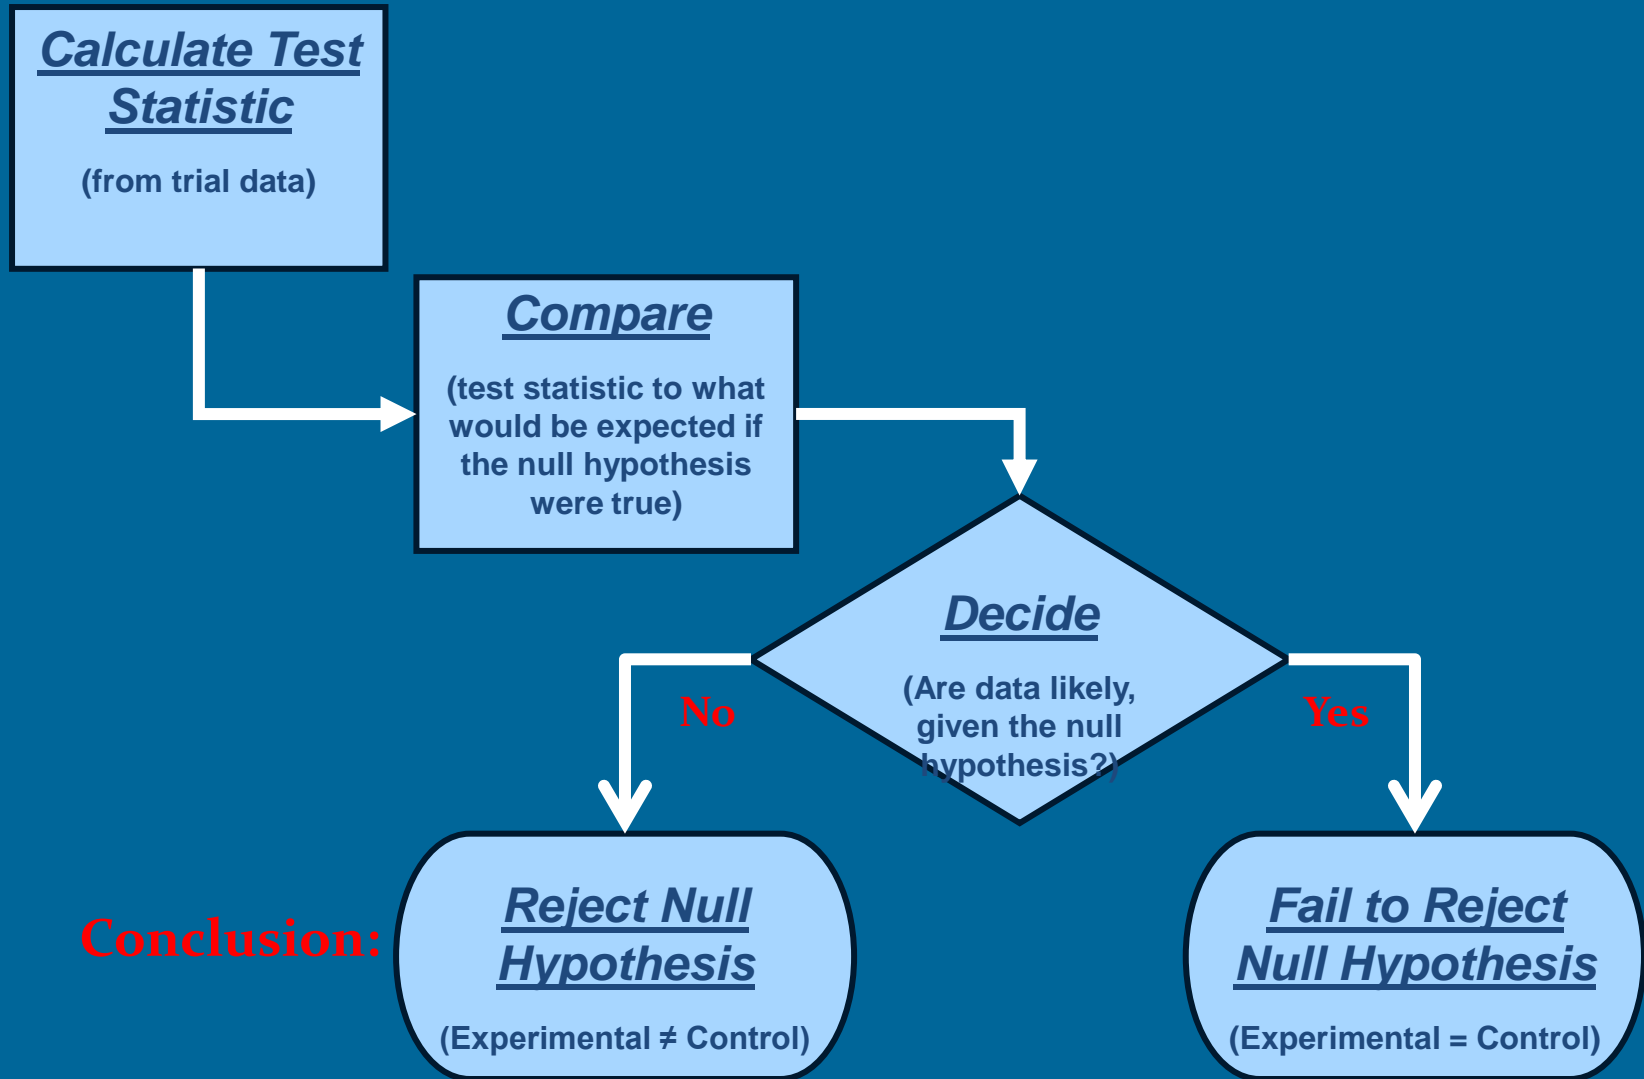 Calculate Test
Statistic
(from trial data)
Compare
(test statistic to what
would be expected if
the null hypothesis
were true)
Decide
(Are data likely,
given the null
hypothesis?)
No
Yes
Conclusion:
Reject Null
Hypothesis
(Experimental ≠ Control)
Fail to Reject
Null Hypothesis
(Experimental = Control)